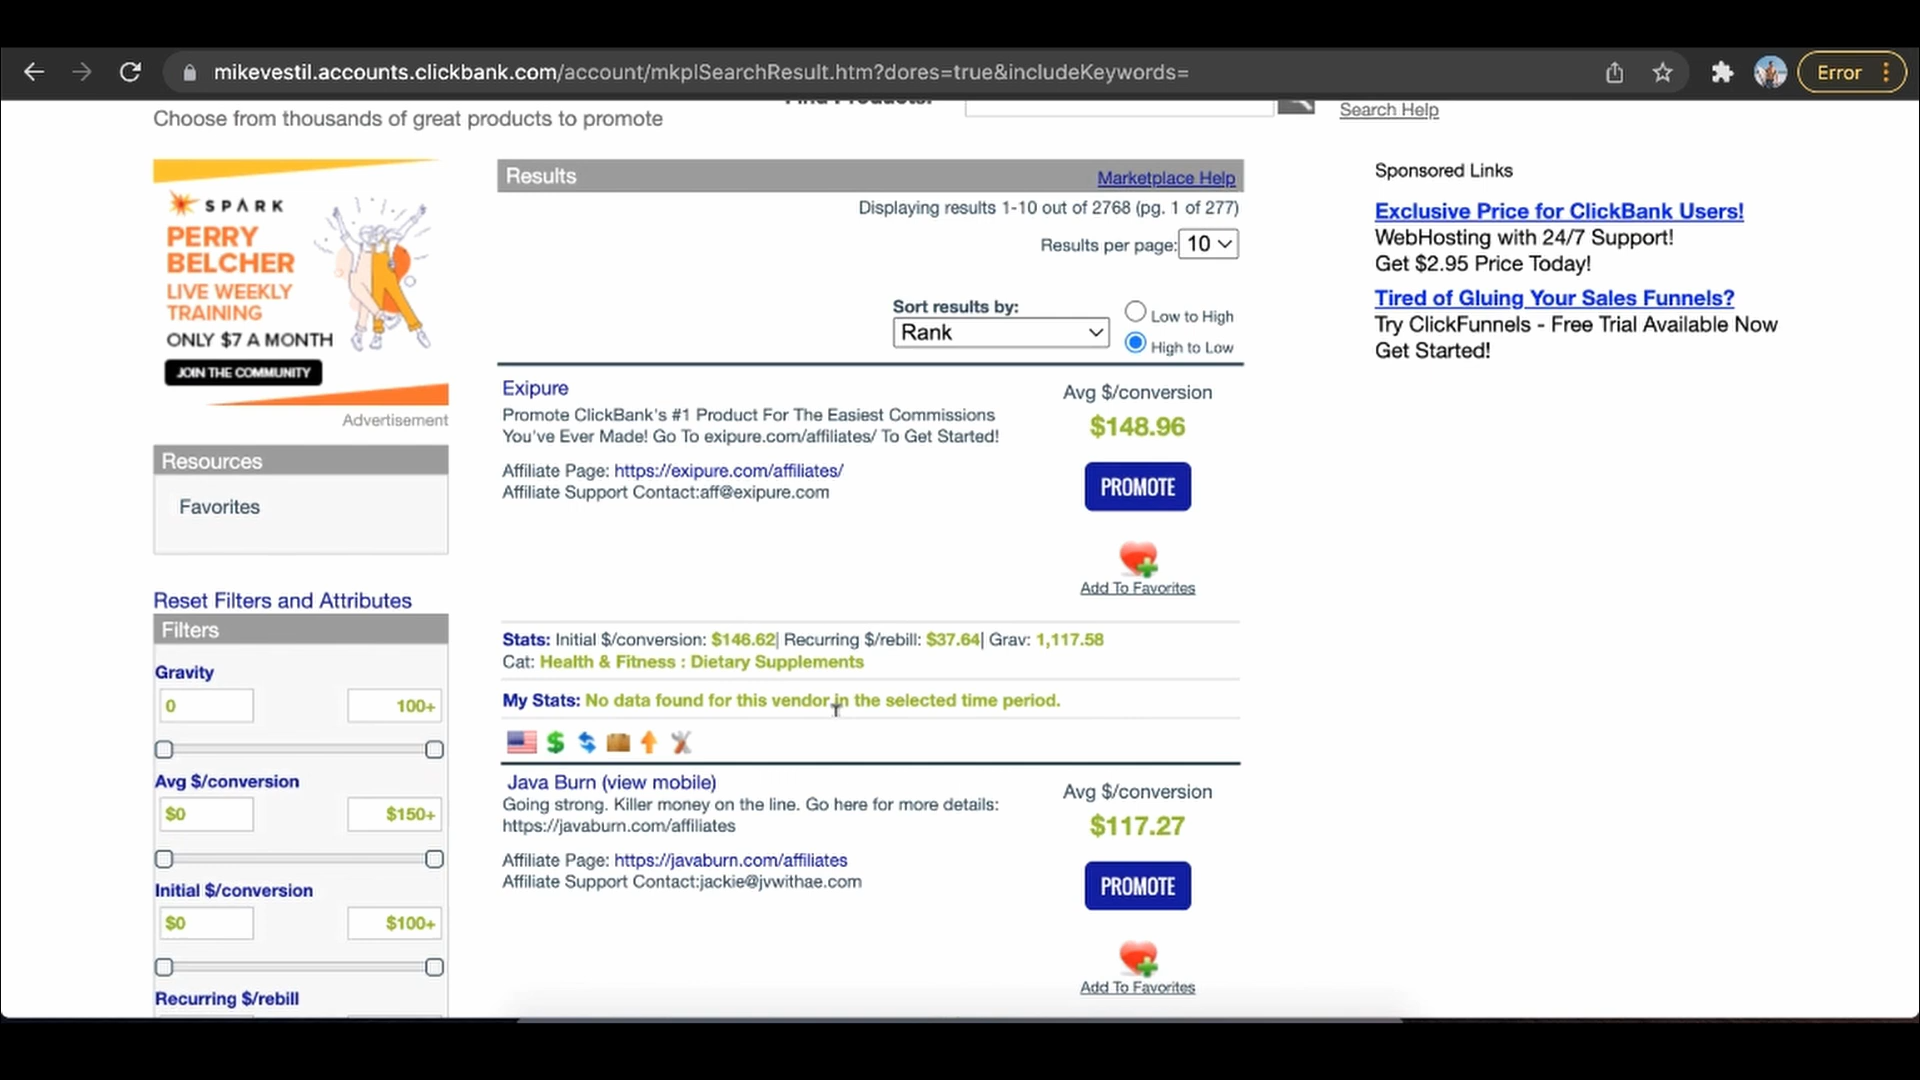 mikevestil.accounts.clickbank.com/account/mkplSearchResult.htm?dores=true&includeKeywords=
Error
Find Products:
Search Help
Choose from thousands of great products to promote
SPARK
PERRY
BELCHER
LIVE WEEKLY
TRAINING
ONLY $7 A MONTH
JOIN THE COMMUNITY
Advertisement
Resources
Favorites
Reset Filters and Attributes
Filters
Gravity
0 100+
Avg $/conversion
$0 $150+
Initial $/conversion
$0 $100+
Recurring $/rebill
Results
Marketplace Help
Displaying results 1-10 out of 2768 (pg. 1 of 277)
Results per page: 10
Sort results by:
Rank
Low to High
High to Low
Exipure
Promote ClickBank's #1 Product For The Easiest Commissions
You've Ever Made! Go To exipure.com/affiliates/ To Get Started!
Affiliate Page: https://exipure.com/affiliates/
Affiliate Support Contact:aff@exipure.com
Avg $/conversion
$148.96
PROMOTE
Add To Favorites
Stats: Initial $/conversion: $146.62| Recurring $/rebill: $37.64| Grav: 1,117.58
Cat: Health & Fitness : Dietary Supplements
My Stats: No data found for this vendor in the selected time period.
Java Burn (view mobile)
Going strong. Killer money on the line. Go here for more details:
https://javaburn.com/affiliates
Affiliate Page: https://javaburn.com/affiliates
Affiliate Support Contact:jackie@jvwithae.com
Avg $/conversion
$117.27
PROMOTE
Add To Favorites
Sponsored Links
Exclusive Price for ClickBank Users!
WebHosting with 24/7 Support!
Get $2.95 Price Today!
Tired of Gluing Your Sales Funnels?
Try ClickFunnels - Free Trial Available Now
Get Started!